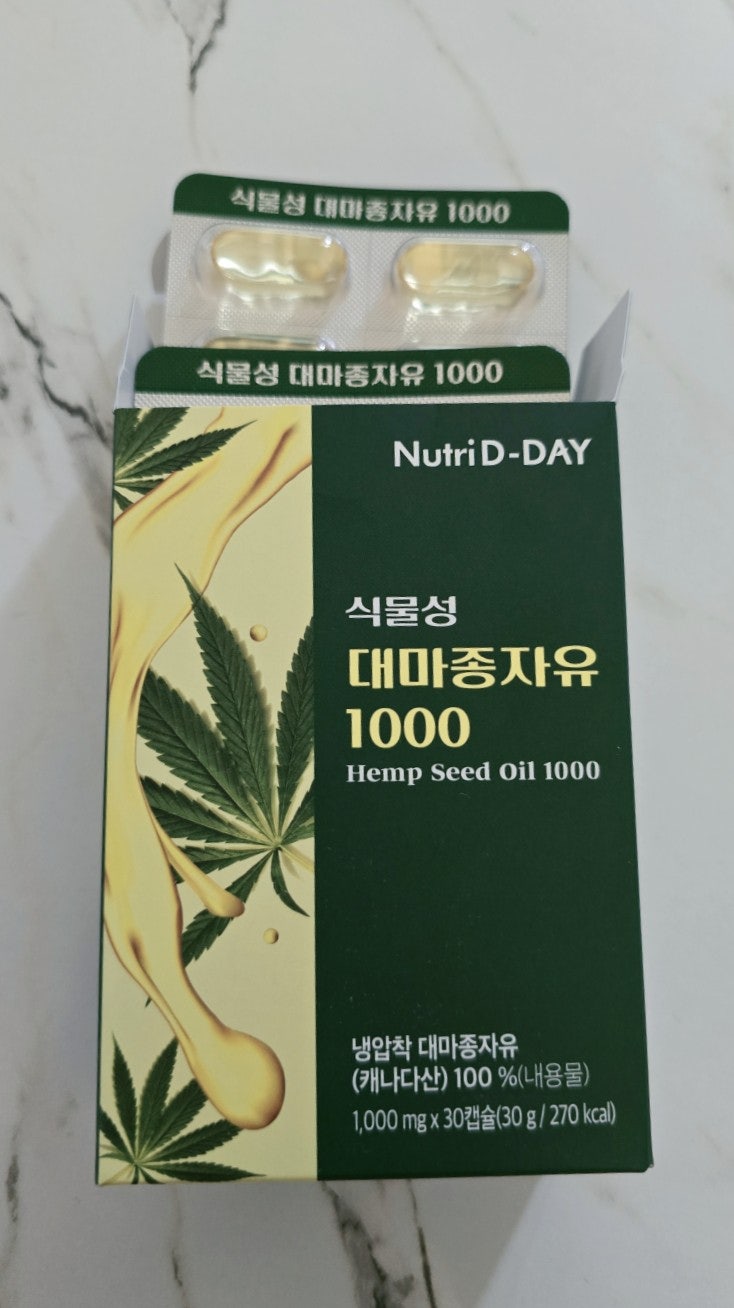 식물성 대마종자유 1000
식물성 대마종자유 1000
Nutri D-DAY
식물성
대마종자유
1000
Hemp Seed Oil 1000
냉압착 대마종자유
(캐나다산) 100 %(내용물)
1,000 mg x 30캡슐(30 g / 270 kcal)